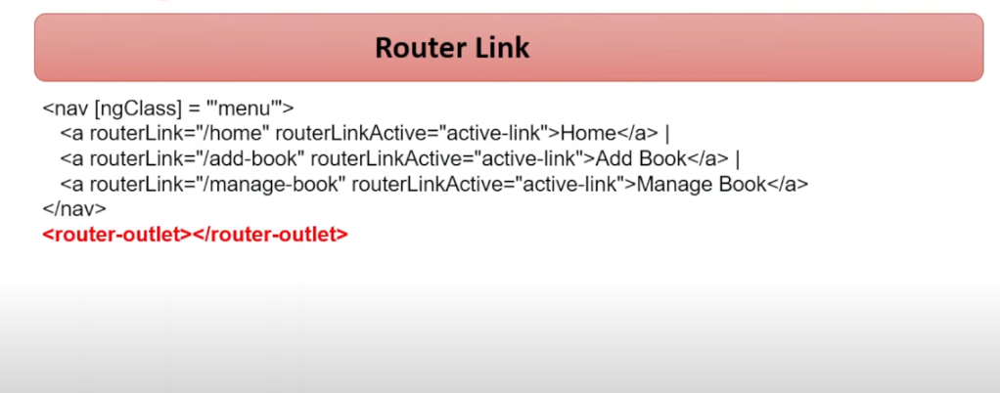 Router Link
<nav [ngClass] = "'menu'">
<a routerLink="/home" routerLinkActive="active-link">Home</a> |
<a routerLink="/add-book" routerLinkActive="active-link">Add Book</a> |
<a routerLink="/manage-book" routerLinkActive="active-link">Manage Book</a>
</nav>
<router-outlet></router-outlet>